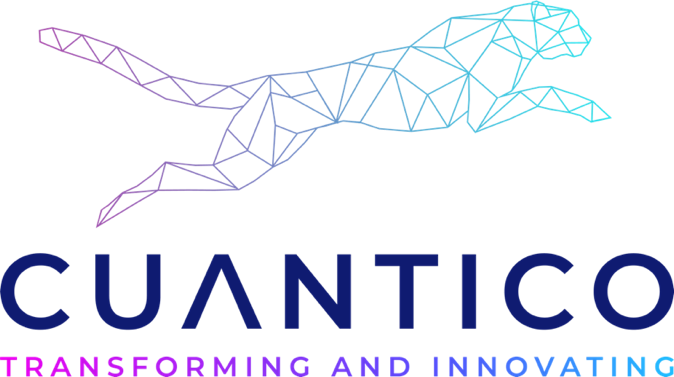 CUANTICO
TRANSFORMING AND INNOVATING